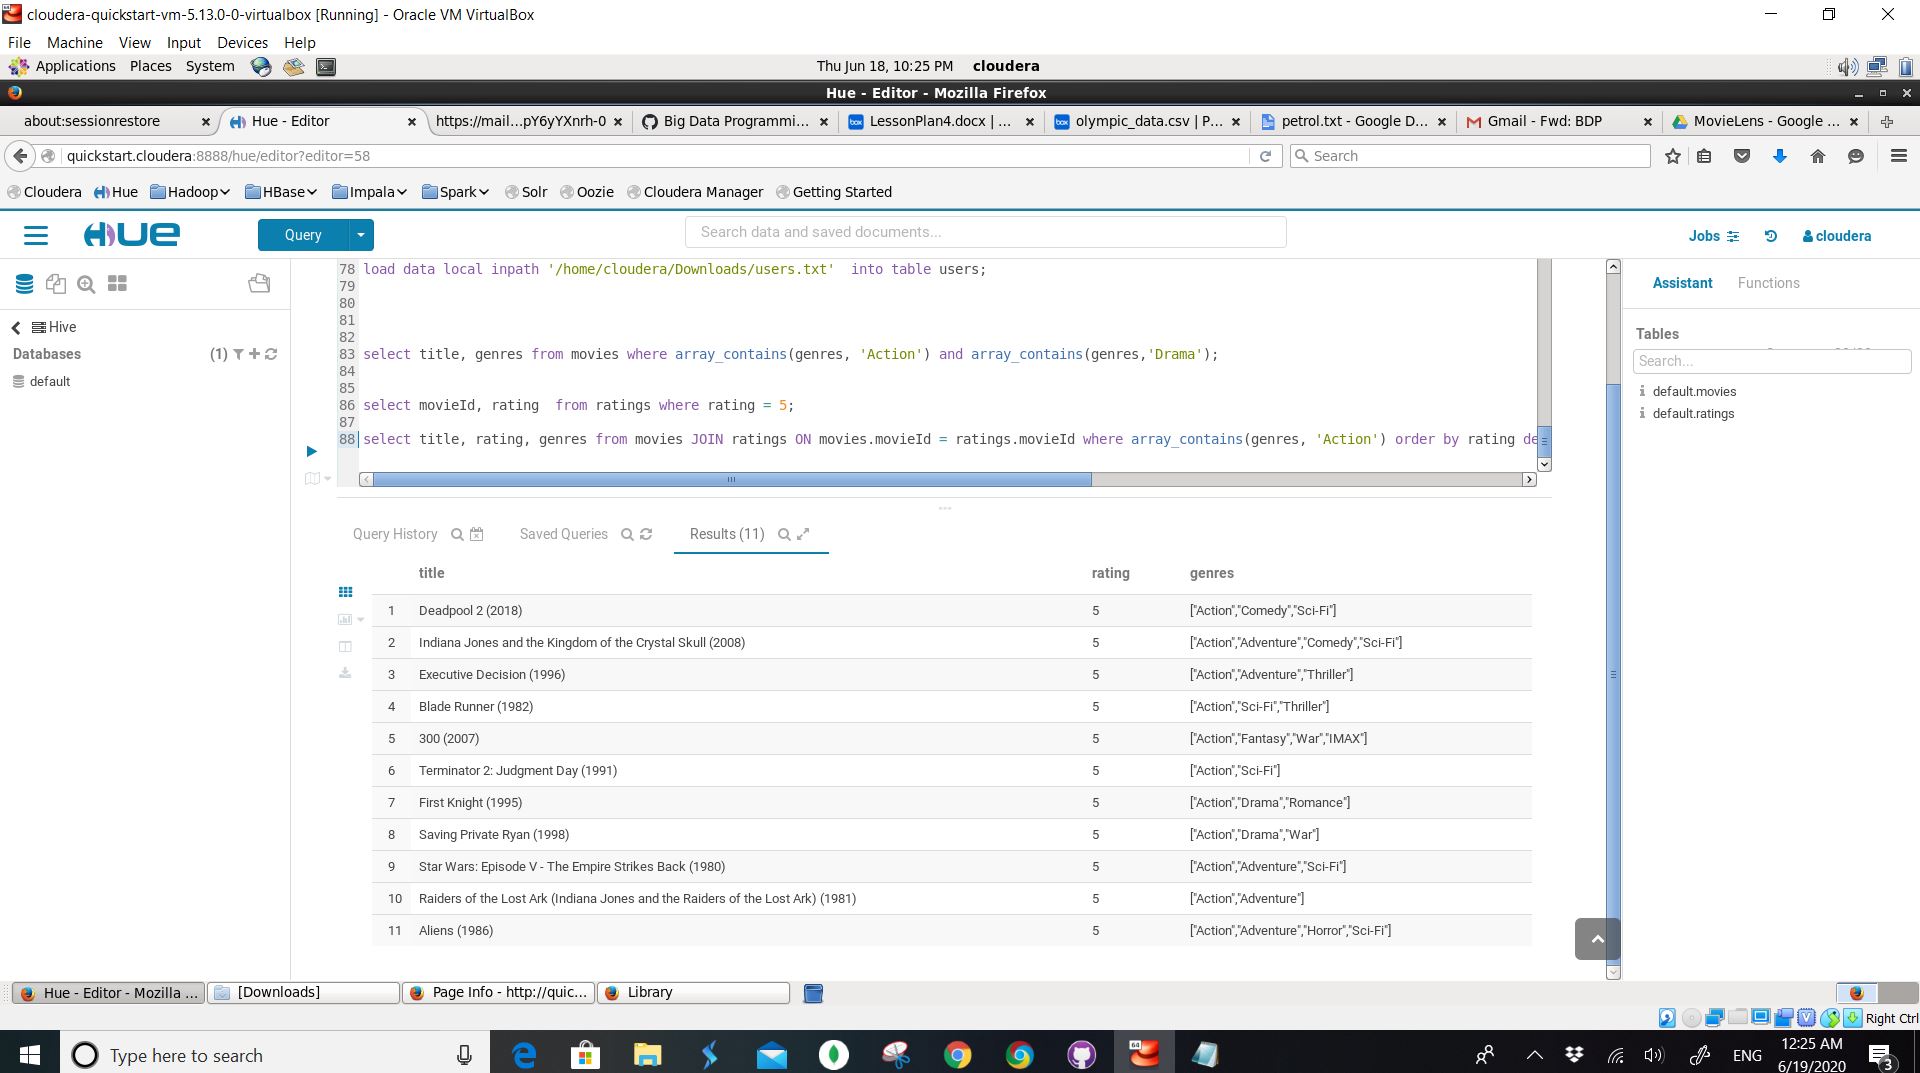 cloudera-quickstart-vm-5.13.0-0-virtualbox [Running] - Oracle VM VirtualBox
File Machine View Input Devices Help
Applications Places System Thu Jun 18, 10:25 PM cloudera
Hue - Editor - Mozilla Firefox
about:sessionrestore Hue - Editor https://mail...pY6yYXnrh-0 Big Data Programmi... LessonPlan4.docx | ... olympic_data.csv | P... petrol.txt - Google D... Gmail - Fwd: BDP MovieLens - Google ...
quickstart.cloudera:8888/hue/editor?editor=58 Search
Cloudera Hue Hadoop HBase Impala Spark Solr Oozie Cloudera Manager Getting Started
HUE Query Search data and saved documents... Jobs cloudera
78 load data local inpath '/home/cloudera/Downloads/users.txt'  into table users;
79
80
81
82
83 select title, genres from movies where array_contains(genres, 'Action') and array_contains(genres,'Drama');
84
85
86 select movieId, rating  from ratings where rating = 5;
87
88 select title, rating, genres from movies JOIN ratings ON movies.movieId = ratings.movieId where array_contains(genres, 'Action') order by rating de
Hive
Databases (1)
default
Assistant Functions
Tables
Search...
default.movies
default.ratings
Query History Saved Queries Results (11)
title rating genres
1 Deadpool 2 (2018) 5 ["Action","Comedy","Sci-Fi"]
2 Indiana Jones and the Kingdom of the Crystal Skull (2008) 5 ["Action","Adventure","Comedy","Sci-Fi"]
3 Executive Decision (1996) 5 ["Action","Adventure","Thriller"]
4 Blade Runner (1982) 5 ["Action","Sci-Fi","Thriller"]
5 300 (2007) 5 ["Action","Fantasy","War","IMAX"]
6 Terminator 2: Judgment Day (1991) 5 ["Action","Sci-Fi"]
7 First Knight (1995) 5 ["Action","Drama","Romance"]
8 Saving Private Ryan (1998) 5 ["Action","Drama","War"]
9 Star Wars: Episode V - The Empire Strikes Back (1980) 5 ["Action","Adventure","Sci-Fi"]
10 Raiders of the Lost Ark (Indiana Jones and the Raiders of the Lost Ark) (1981) 5 ["Action","Adventure"]
11 Aliens (1986) 5 ["Action","Adventure","Horror","Sci-Fi"]
Hue - Editor - Mozilla ... [Downloads] Page Info - http://quic... Library
Right Ctrl
Type here to search ENG 12:25 AM
6/19/2020 3